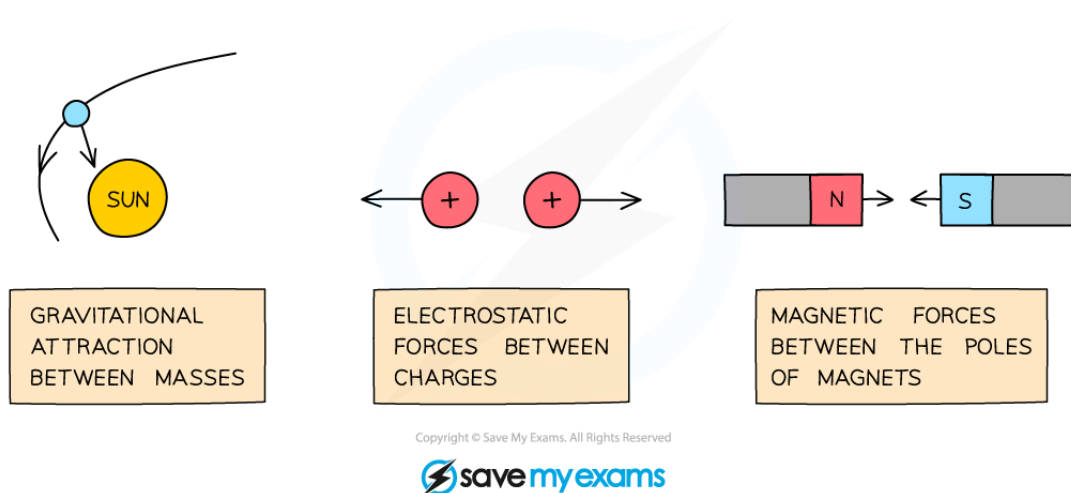 SUN
+
+
N
S
GRAVITATIONAL
ATTRACTION
BETWEEN MASSES
ELECTROSTATIC
FORCES BETWEEN
CHARGES
MAGNETIC FORCES
BETWEEN THE POLES
OF MAGNETS
Copyright © Save My Exams. All Rights Reserved
save my exams